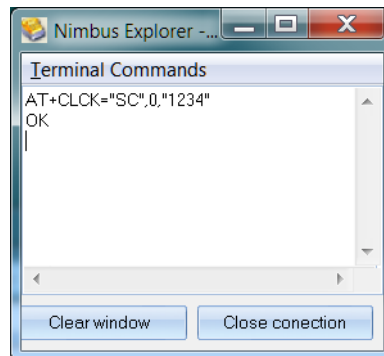 Nimbus Explorer -...
Terminal Commands
AT+CLCK="SC",0,"1234"
OK
Clear window
Close conection